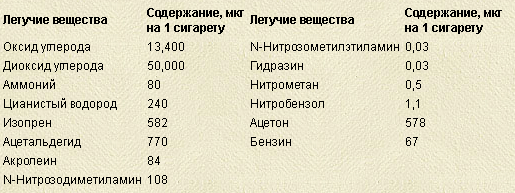 Летучие вещества Содержание, мкг на 1 сигарету Летучие вещества Содержание, мкг на 1 сигарету
Оксид углерода 13,400 N-Нитрозометилэтиламин 0,03
Диоксид углерода 50,000 Гидразин 0,03
Аммоний 80 Нитрометан 0,5
Цианистый водород 240 Нитробензол 1,1
Изопрен 582 Ацетон 578
Ацетальдегид 770 Бензин 67
Акролеин 84
N-Нитрозодиметиламин 108